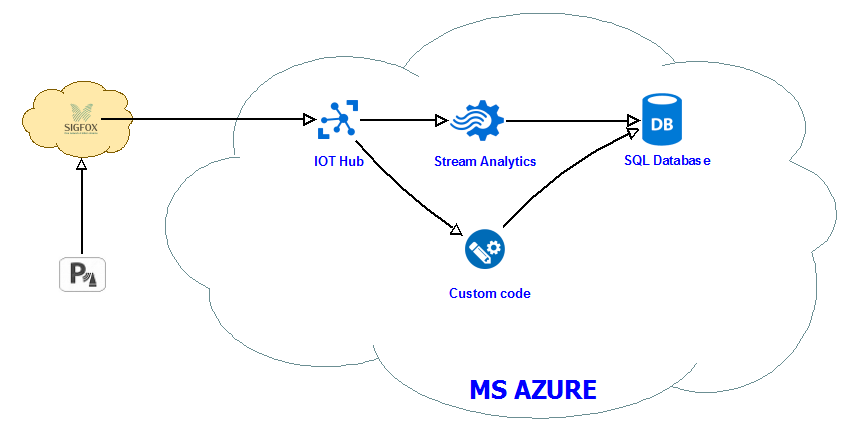 SIGFOX
IOT Hub
Stream Analytics
DB
SQL Database
P
Custom code
MS AZURE